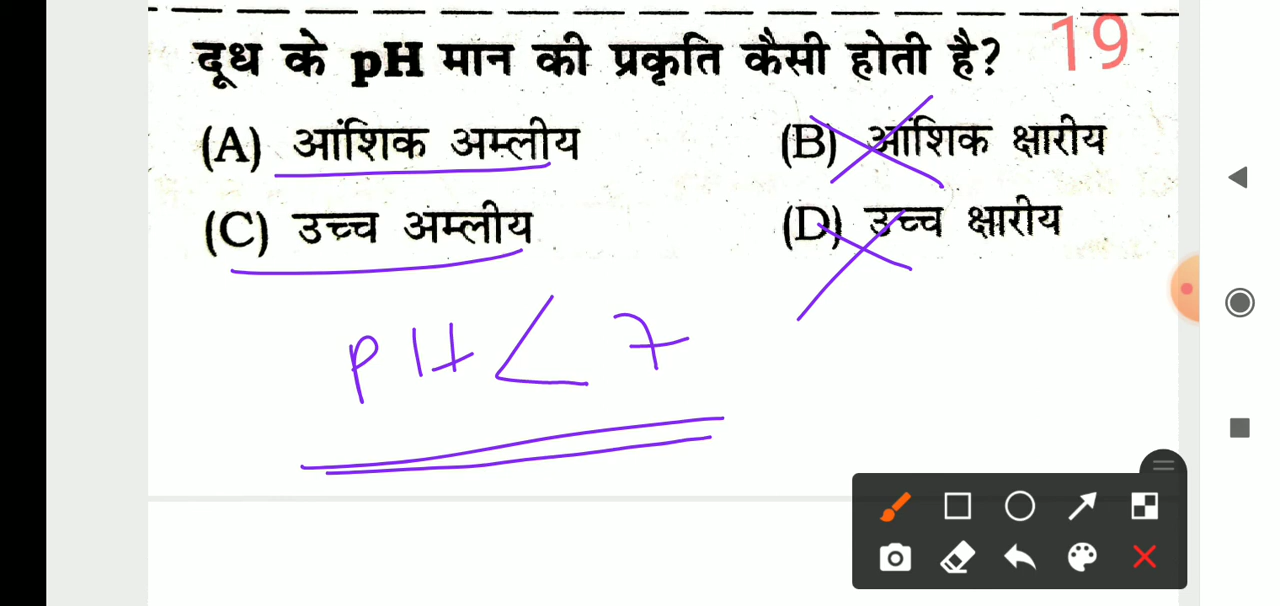 दूध के pH मान की प्रकृति कैसी होती है? 19
(A) आंशिक अम्लीय (B) आंशिक क्षारीय
(C) उच्च अम्लीय (D) उच्च क्षारीय
pH < 7